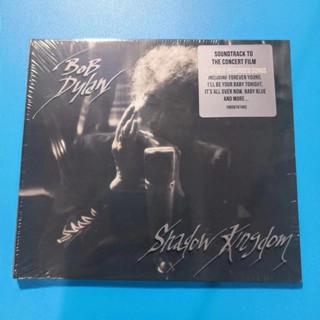 BOB
DYLAN
SOUNDTRACK TO
THE CONCERT FILM
INCLUDING FOREVER YOUNG,
I'LL BE YOUR BABY TONIGHT,
IT'S ALL OVER NOW, BABY BLUE
AND MORE...
Shadow Kingdom